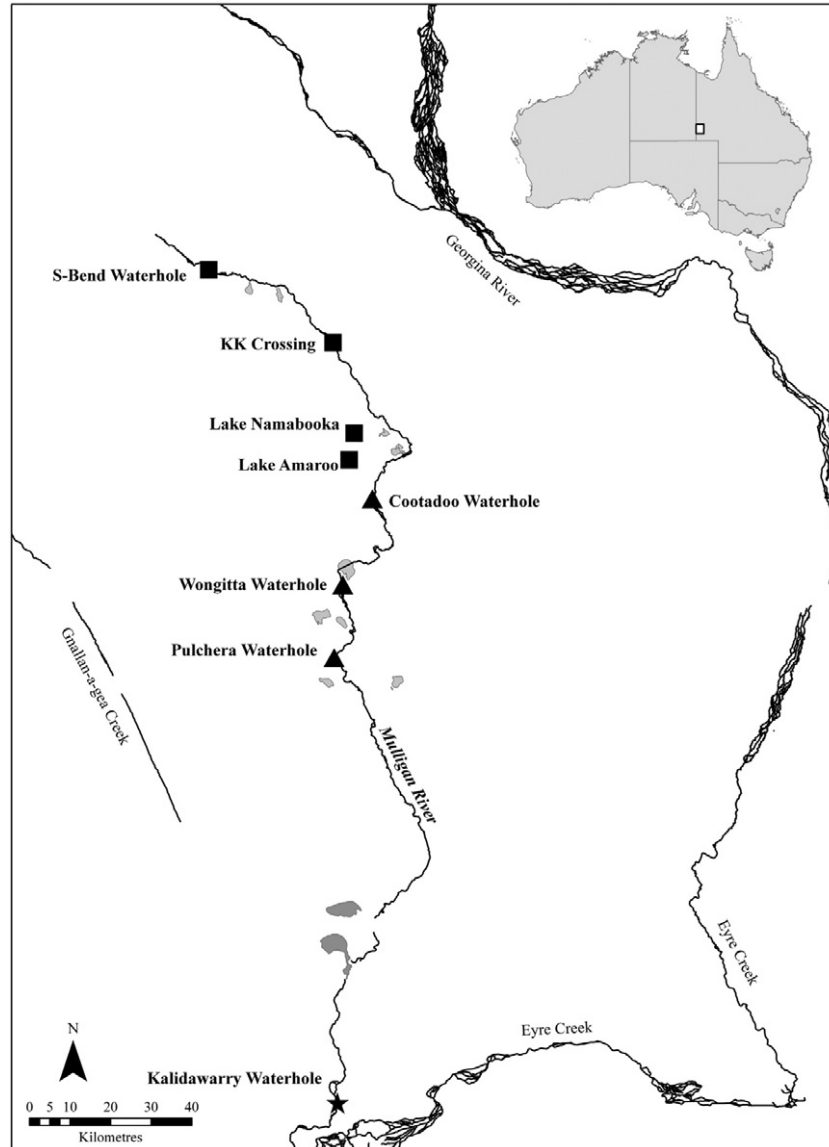 Georgina River
S-Bend Waterhole
KK Crossing
Lake Namabooka
Lake Amaroo
Cootadoo Waterhole
Wongitta Waterhole
Pulchera Waterhole
Gnallan-a-gea Creek
Mulligan River
Eyre Creek
Eyre Creek
N
Kalidawarry Waterhole
0 5 10 20 30 40
Kilometres